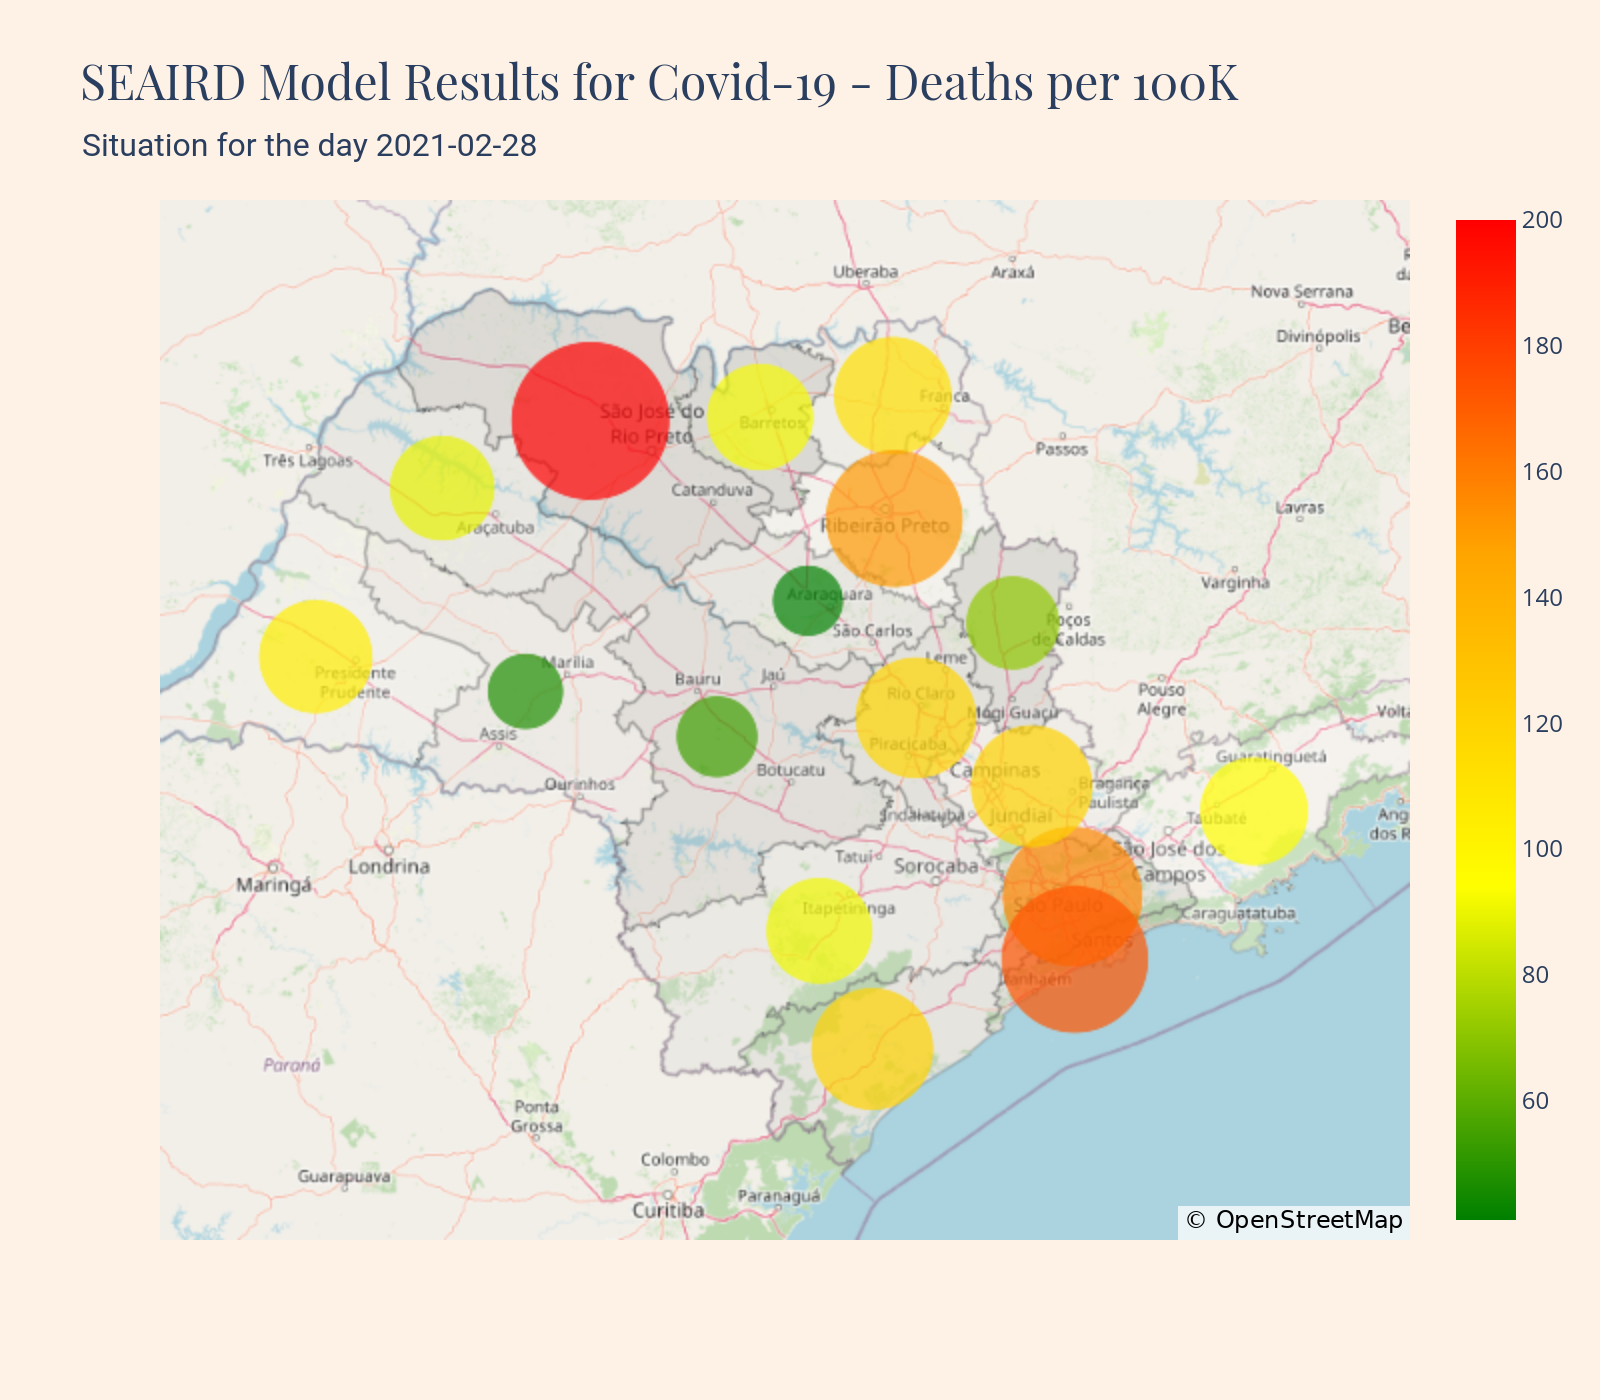 SEAIRD Model Results for Covid-19 - Deaths per 100K
Situation for the day 2021-02-28
200
180
160
140
120
100
80
60
Uberaba
Araxá
Nova Serrana
Divinópolis
Be
Franca
São José do
Rio Preto
Barretos
Passos
Três Lagoas
Catanduva
Lavras
Araçatuba
Ribeirão Preto
Varginha
Araraquara
São Carlos
Poços
de Caldas
Leme
Marília
Presidente
Prudente
Bauru
Jaú
Rio Claro
Pouso
Alegre
Mogi Guaçu
Volta
Assis
Piracicaba
Guaratinguetá
Botucatu
Campinas
Ourinhos
Bragança
Paulista
Indaiatuba
Jundiaí
Taubaté
Ang
dos R
São José dos
Campos
Tatuí
Sorocaba
Londrina
Maringá
Itapetininga
São Paulo
Caraguatatuba
Santos
Itanhaém
Paraná
Ponta
Grossa
Colombo
Guarapuava
Paranaguá
Curitiba
© OpenStreetMap